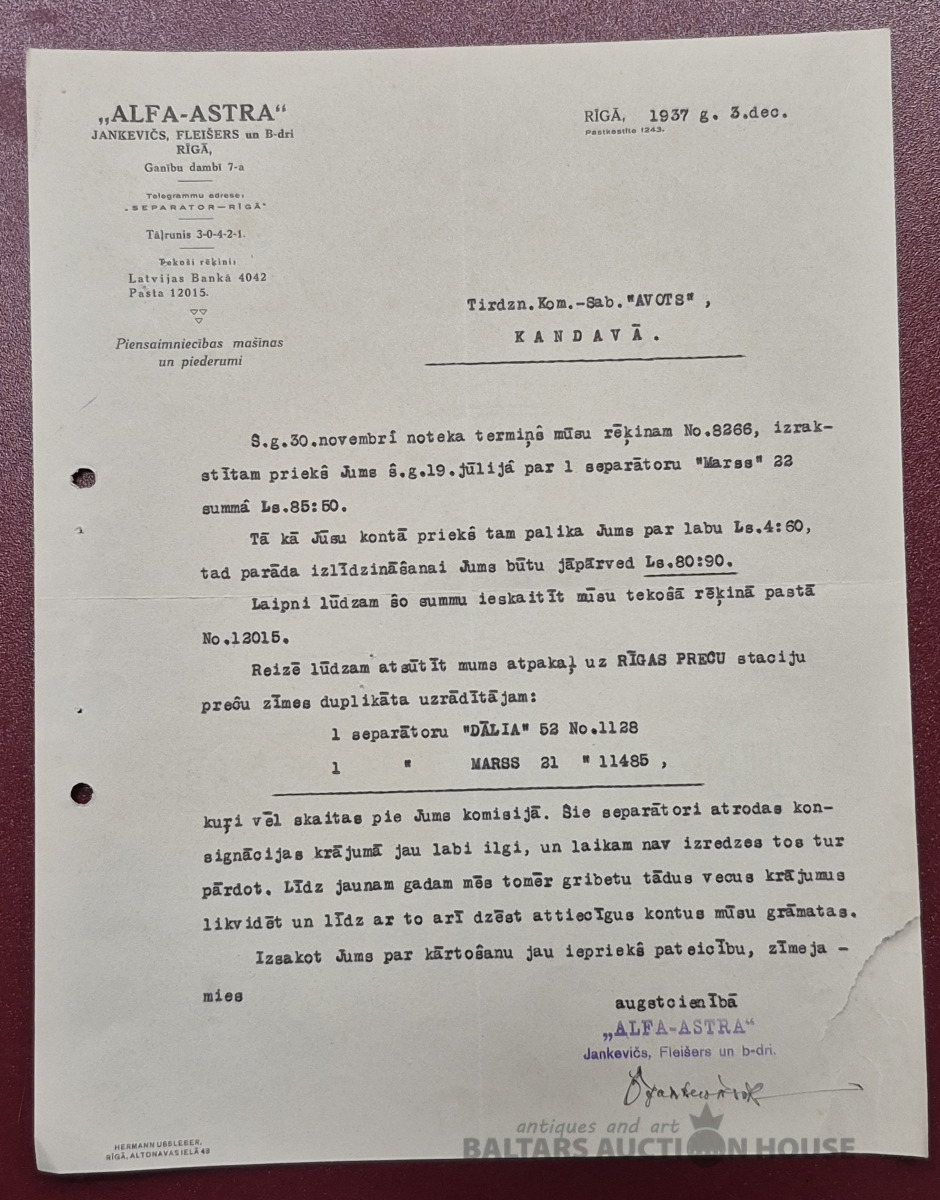 „ALFA-ASTRA“
JANKEVIČS, FLEIŠERS un B-dri
RĪGĀ,
Ganību dambī 7-a
Telegrammu adrese:
„SEPARATOR—RĪGĀ“
Tāļrunis 3-0-4-2-1.
Tekoši rēķini:
Latvijas Bankā 4042
Pasta 12015.
Piensaimniecības mašīnas
un piederumi
RĪGĀ, 1937 g. 3.dec.
Pastkastīte 1243.
Tirdzn.Kom.-Sab."AVOTS" ,
KANDAVĀ.
S.g.30.novembrī noteka termiņš mūsu rēķinam No.8266, izrak-
stītam priekš Jums š.g.19.jūlijā par 1 separātoru "Marss" 22
summā Ls.85:50.
Tā kā Jūsu kontā priekš tam palika Jums par labu Ls.4:60,
tad parāda izlīdzināšanai Jums būtu jāpārved Ls.80:90.
Laipni lūdzam šo summu ieskaitīt mīsu tekošā rēķinā pastā
No.12015.
Reizē lūdzam atsūtīt mums atpakaļ uz RĪGAS PREČU staciju
preču zīmes duplikāta uzrādītājam:
1 separātoru "DĀLIA" 52 No.1128
1 " MARSS 21 " 11485 ,
kuŗi vēl skaitas pie Jums komisijā. Šie separātori atrodas kon-
signācijas krājumā jau labi ilgi, un laikam nav izredzes tos tur
pārdot. Līdz jaunam gadam mēs tomēr gribetu tādus vecus krājumus
likvidēt un līdz ar to arī dzēst attiecīgus kontus mūsu grāmatas.
Izsakot Jums par kārtošanu jau iepriekš pateicību, zīmeja -
mies
augstcienībā
„ALFA-ASTRA“
Jankevičs, Fleišers un b-dri.
HERMANN UBSLEBER,
RĪGĀ, ALTONAVAS IELĀ 49
antiques and art
BALTARS AUCTION HOUSE